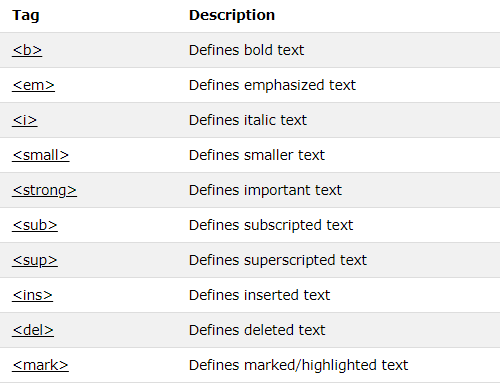 Tag Description
<b> Defines bold text
<em> Defines emphasized text
<i> Defines italic text
<small> Defines smaller text
<strong> Defines important text
<sub> Defines subscripted text
<sup> Defines superscripted text
<ins> Defines inserted text
<del> Defines deleted text
<mark> Defines marked/highlighted text